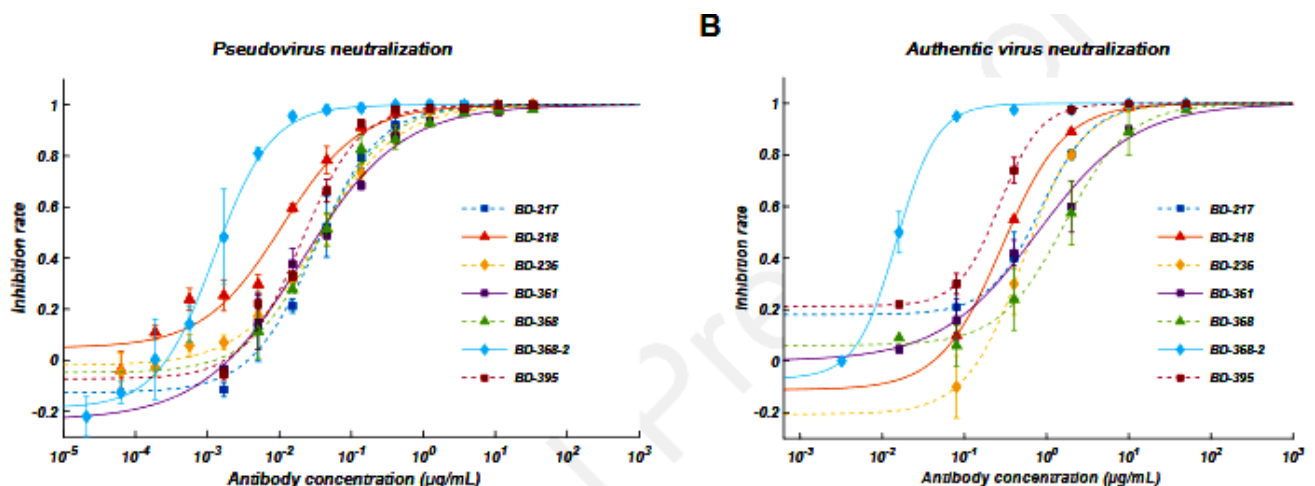 B
Pseudovirus neutralization
Authentic virus neutralization
Inhibition rate
1
0.8
0.6
0.4
0.2
0
-0.2
BD-217
BD-218
BD-236
BD-361
BD-368
BD-368-2
BD-395
10-5
10-4
10-3
10-2
10-1
100
101
102
103
Antibody concentration (µg/mL)
Inhibition rate
1
0.8
0.6
0.4
0.2
0
-0.2
BD-217
BD-218
BD-236
BD-361
BD-368
BD-368-2
BD-395
10-3
10-2
10-1
100
101
102
103
Antibody concentration (µg/mL)